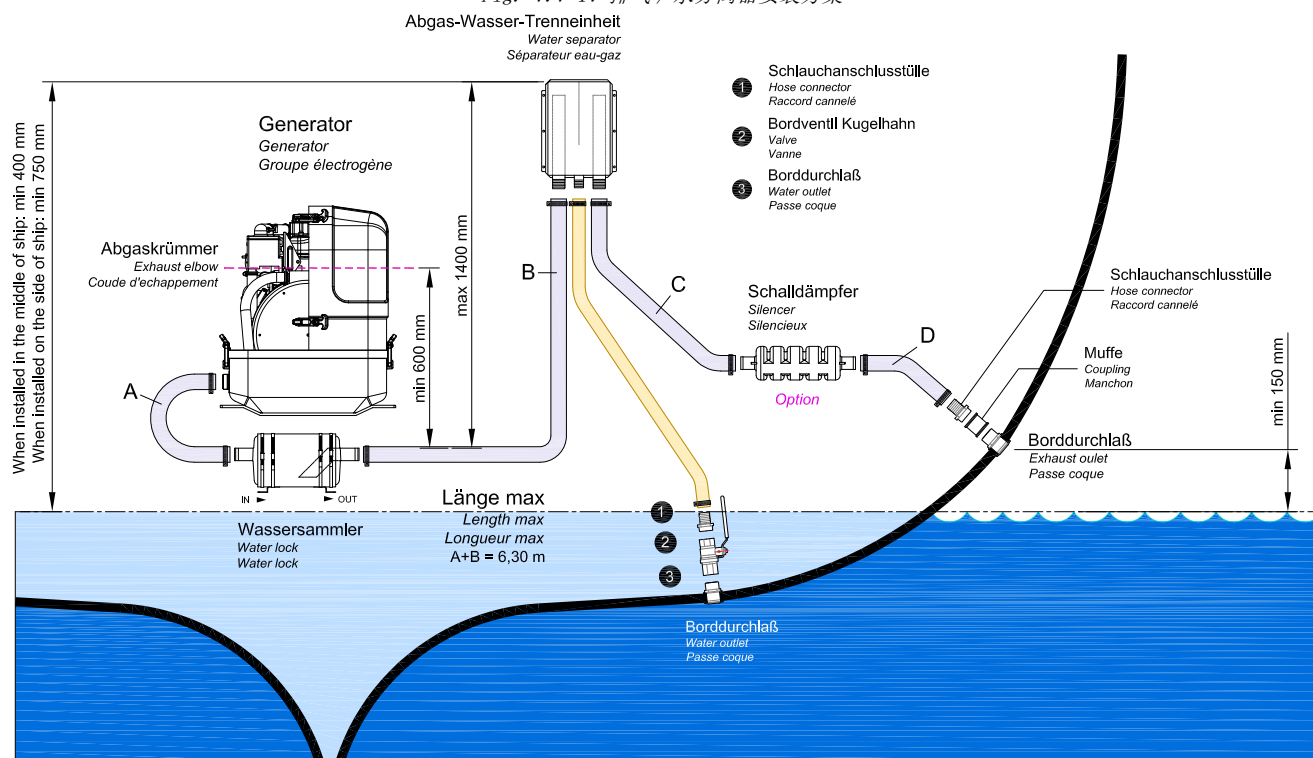 Abgas-Wasser-Trenneinheit
Water separator
Séparateur eau-gaz
1
Schlauchanschlusstülle
Hose connector
Raccord cannelé
2
Bordventil Kugelhahn
Valve
Vanne
3
Borddurchlaß
Water outlet
Passe coque
When installed in the middle of ship: min 400 mm
When installed on the side of ship: min 750 mm
Generator
Generator
Groupe électrogène
Abgaskrümmer
Exhaust elbow
Coude d'echappement
min 600 mm
max 1400 mm
A
B
C
D
Schalldämpfer
Silencer
Silencieux
Option
Schlauchanschlusstülle
Hose connector
Raccord cannelé
Muffe
Coupling
Manchon
min 150 mm
Borddurchlaß
Exhaust oulet
Passe coque
IN
OUT
Wassersammler
Water lock
Water lock
Länge max
Length max
Longueur max
A+B = 6,30 m
1
2
3
Borddurchlaß
Water outlet
Passe coque